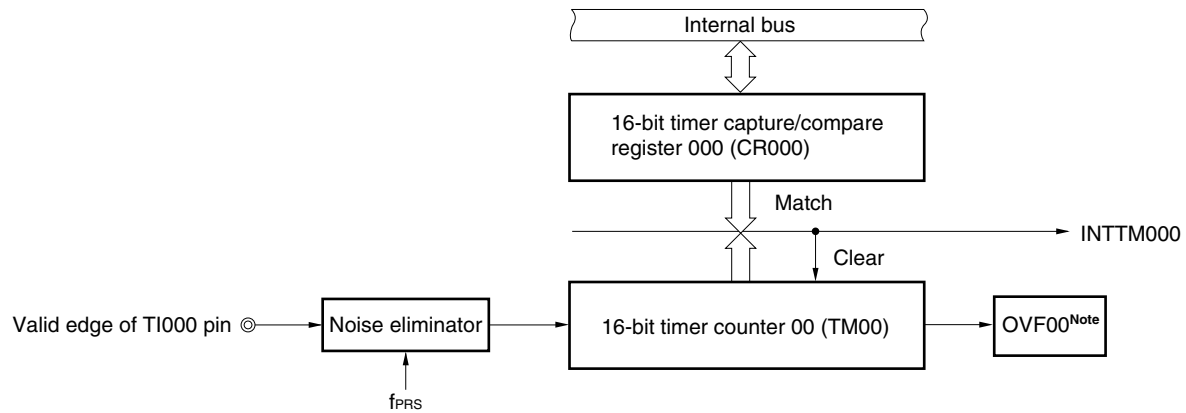 Internal bus
16-bit timer capture/compare
register 000 (CR000)
Match
INTTM000
Clear
Valid edge of TI000 pin
Noise eliminator
16-bit timer counter 00 (TM00)
OVF00Note
fPRS